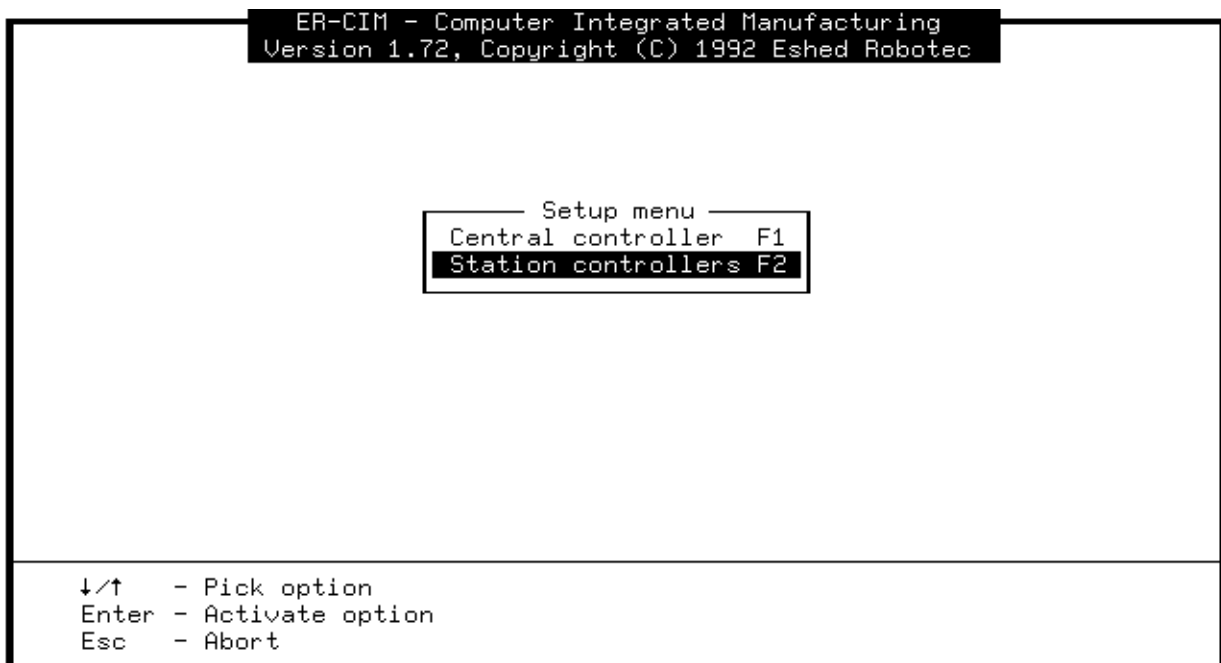 ER-CIM - Computer Integrated Manufacturing
Version 1.72, Copyright (C) 1992 Eshed Robotec
Setup menu
Central controller F1
Station controllers F2
↓/↑ - Pick option
Enter - Activate option
Esc - Abort